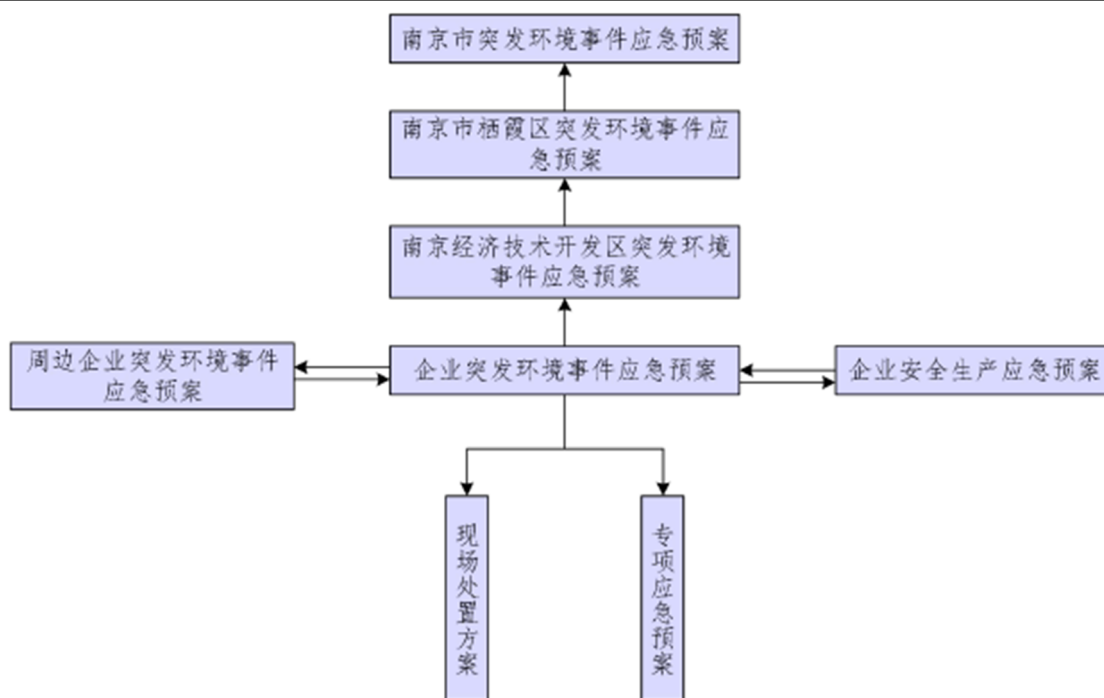 南京市突发环境事件应急预案
南京市栖霞区突发环境事件应
急预案
南京经济技术开发区突发环境
事件应急预案
周边企业突发环境事件
应急预案
企业突发环境事件应急预案
企业安全生产应急预案
现场处置方案
专项应急预案